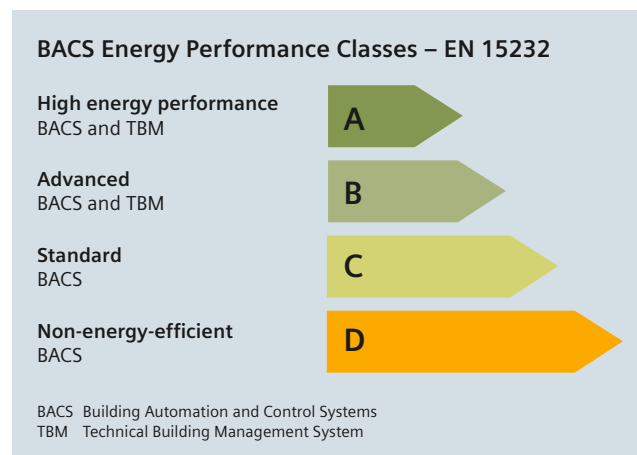 BACS Energy Performance Classes – EN 15232
High energy performance
BACS and TBM
A
Advanced
BACS and TBM
B
Standard
BACS
C
Non-energy-efficient
BACS
D
BACS Building Automation and Control Systems
TBM Technical Building Management System